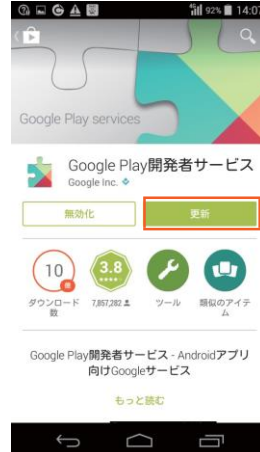 92% 14:07
Google Play services
Google Play開発者サービス
Google Inc.
無効化
更新
10
億
3.8
ダウンロード
数
7,857,282
ツール
類似のアイテ
ム
Google Play開発者サービス - Androidアプリ
向けGoogleサービス
もっと読む